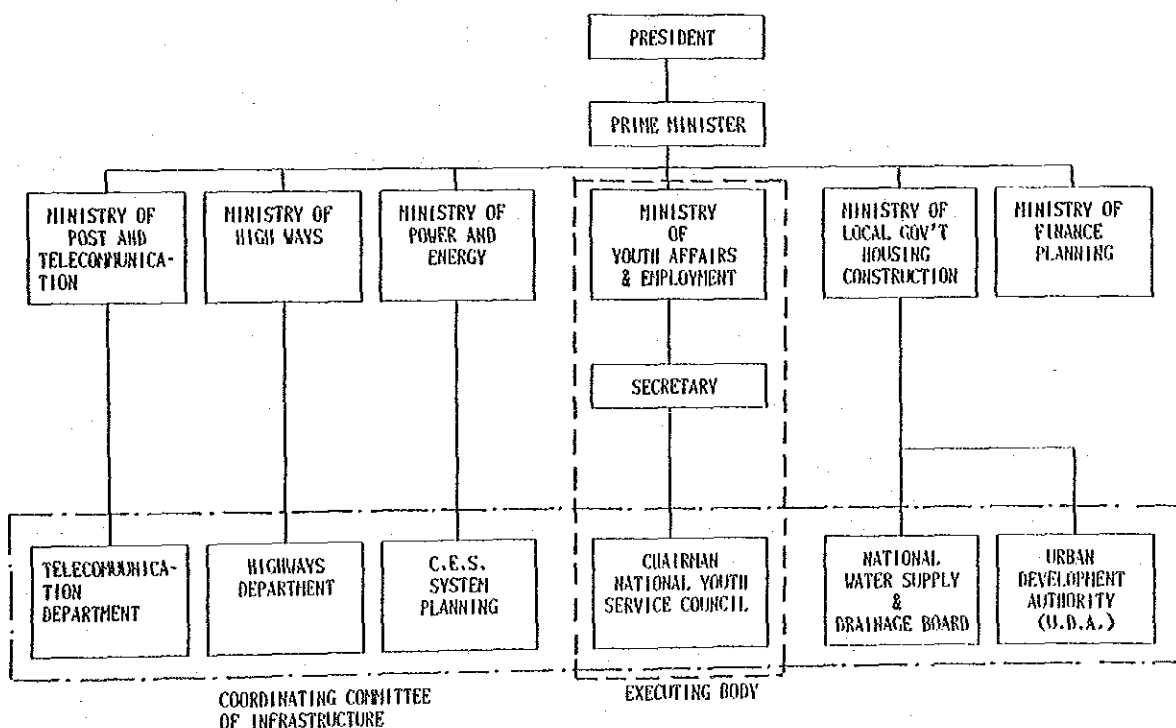 PRESIDENT
PRIME MINISTER
MINISTRY OF
POST AND
TELECOMMUNICA-
TION
MINISTRY OF
HIGH WAYS
MINISTRY OF
POWER AND
ENERGY
MINISTRY
OF
YOUTH AFFAIRS
& EMPLOYMENT
MINISTRY OF
LOCAL GOV'T
HOUSING
CONSTRUCTION
MINISTRY OF
FINANCE
PLANNING
SECRETARY
TELECOMUUNICA-
TION
DEPARTMENT
HIGHWAYS
DEPARTMENT
C.E.S.
SYSTEM
PLANNING
CHAIRMAN
NATIONAL YOUTH
SERVICE COUNCIL
NATIONAL
WATER SUPPLY
&
DRAINAGE BOARD
URBAN
DEVELOPMENT
AUTHORITY
(U.D.A.)
COORDINATING COMMITTEE
OF INFRASTRUCTURE
EXECUTING BODY